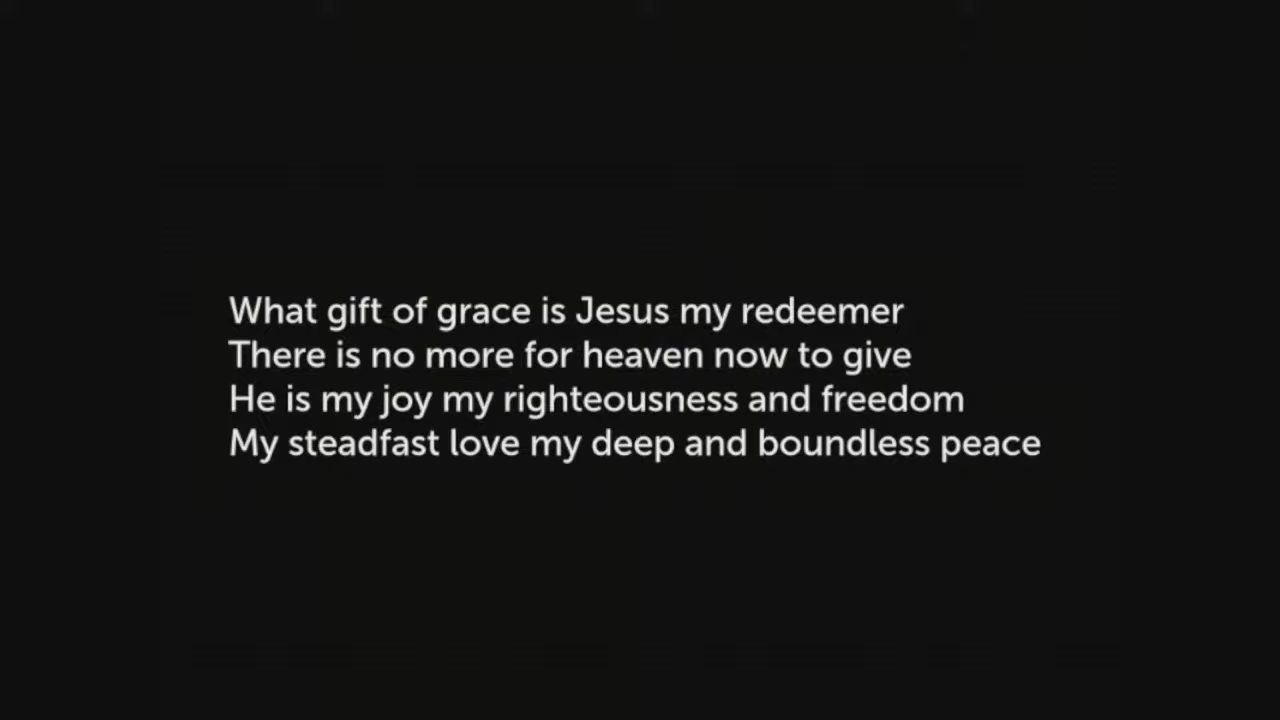 What gift of grace is Jesus my redeemer
There is no more for heaven now to give
He is my joy my righteousness and freedom
My steadfast love my deep and boundless peace